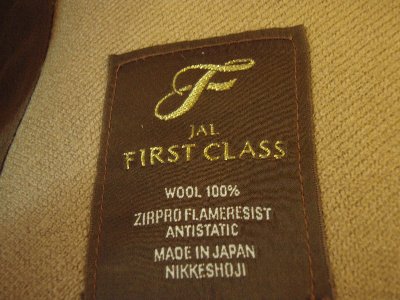 F
JAL
FIRST CLASS
WOOL 100%
ZIRPRO FLAMERESIST
ANTISTATIC
MADE IN JAPAN
NIKKESHOJI